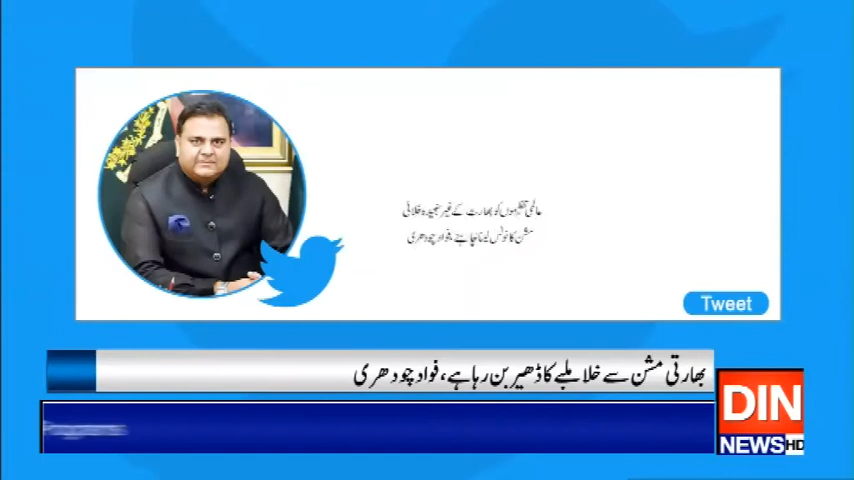 عالمی تنظیموں کو بھارت کے غیر سنجیدہ خلائی
مشن کا نوٹس لینا چاہئے ،فواد چودھری
Tweet
بھارتی مشن سے خلا ملبے کا ڈھیر بن رہا ہے، فواد چودھری
DIN
NEWS HD